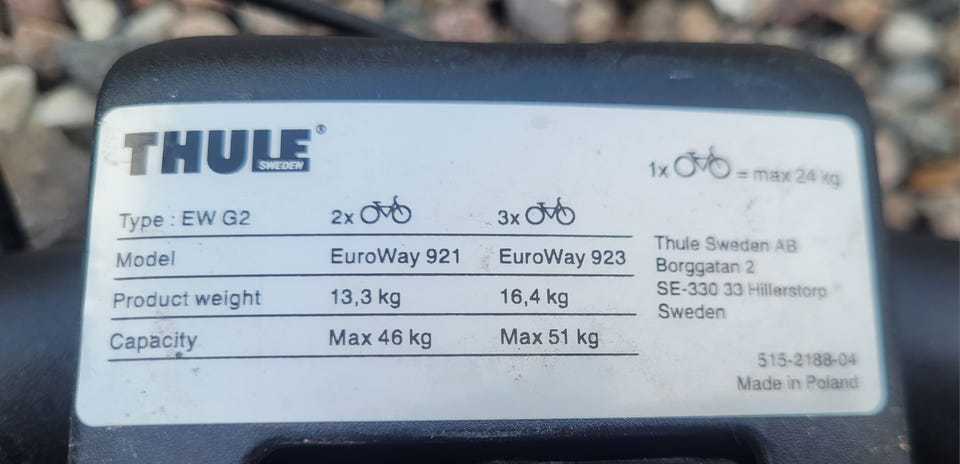 THULE®
SWEDEN
1x = max 24 kg
Type : EW G2 2x 3x
Model EuroWay 921 EuroWay 923
Product weight 13,3 kg 16,4 kg
Capacity Max 46 kg Max 51 kg
Thule Sweden AB
Borggatan 2
SE-330 33 Hillerstorp
Sweden
515-2188-04
Made in Poland